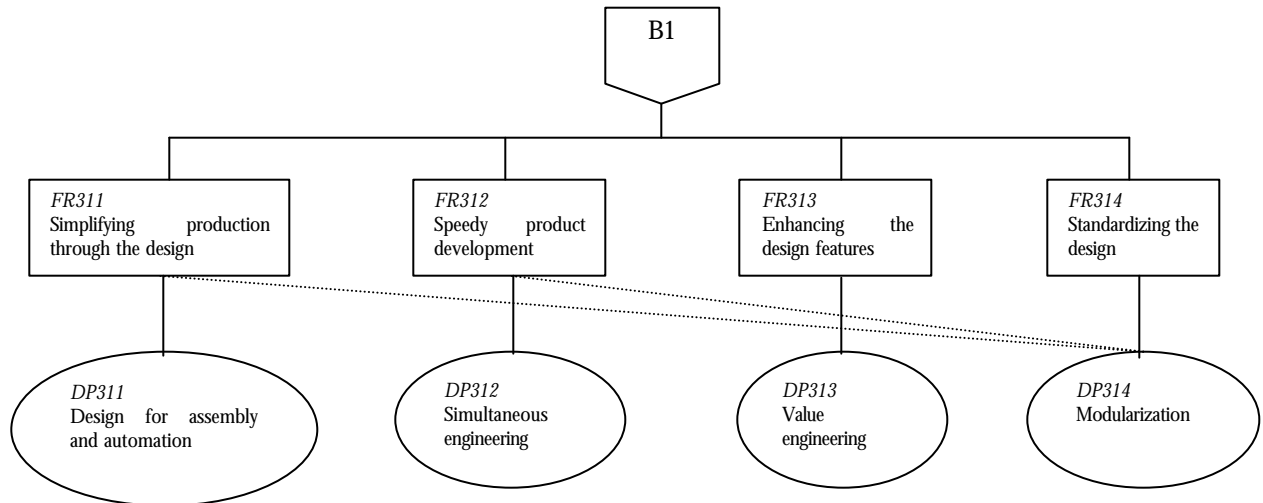 B1
FR311
Simplifying production
through the design
FR312
Speedy product
development
FR313
Enhancing the
design features
FR314
Standardizing the
design
DP311
Design for assembly
and automation
DP312
Simultaneous
engineering
DP313
Value
engineering
DP314
Modularization